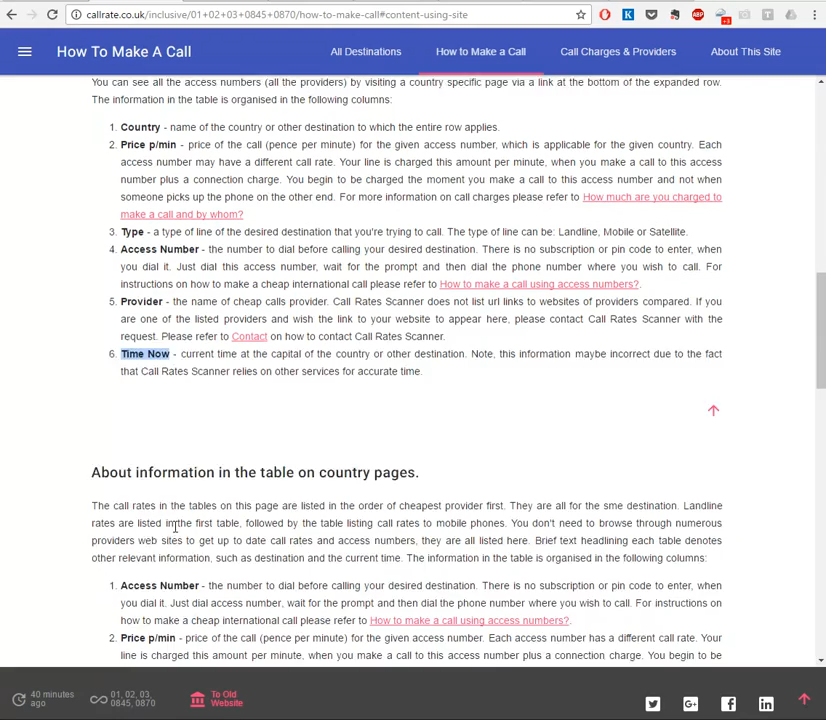 callrate.co.uk/inclusive/01+02+03+0845+0870/how-to-make-call#content-using-site
How To Make A Call
All Destinations
How to Make a Call
Call Charges & Providers
About This Site
You can see all the access numbers (all the providers) by visiting a country specific page via a link at the bottom of the expanded row.
The information in the table is organised in the following columns:
1. Country - name of the country or other destination to which the entire row applies.
2. Price p/min - price of the call (pence per minute) for the given access number, which is applicable for the given country. Each
access number may have a different call rate. Your line is charged this amount per minute, when you make a call to this access
number plus a connection charge. You begin to be charged the moment you make a call to this access number and not when
someone picks up the phone on the other end. For more information on call charges please refer to How much are you charged to
make a call and by whom?
3. Type - a type of line of the desired destination that you're trying to call. The type of line can be: Landline, Mobile or Satellite.
4. Access Number - the number to dial before calling your desired destination. There is no subscription or pin code to enter, when
you dial it. Just dial this access number, wait for the prompt and then dial the phone number where you wish to call. For
instructions on how to make a cheap international call please refer to How to make a call using access numbers?.
5. Provider - the name of cheap calls provider. Call Rates Scanner does not list url links to websites of providers compared. If you
are one of the listed providers and wish the link to your website to appear here, please contact Call Rates Scanner with the
request. Please refer to Contact on how to contact Call Rates Scanner.
6. Time Now - current time at the capital of the country or other destination. Note, this information maybe incorrect due to the fact
that Call Rates Scanner relies on other services for accurate time.
About information in the table on country pages.
The call rates in the tables on this page are listed in the order of cheapest provider first. They are all for the sme destination. Landline
rates are listed in the first table, followed by the table listing call rates to mobile phones. You don't need to browse through numerous
providers web sites to get up to date call rates and access numbers, they are all listed here. Brief text headlining each table denotes
other relevant information, such as destination and the current time. The information in the table is organised in the following columns:
1. Access Number - the number to dial before calling your desired destination. There is no subscription or pin code to enter, when
you dial it. Just dial access number, wait for the prompt and then dial the phone number where you wish to call. For instructions on
how to make a cheap international call please refer to How to make a call using access numbers?.
2. Price p/min - price of the call (pence per minute) for the given access number. Each access number has a different call rate. Your
line is charged this amount per minute, when you make a call to this access number plus a connection charge. You begin to be
40 minutes
ago
01, 02, 03,
0845, 0870
To Old
Website